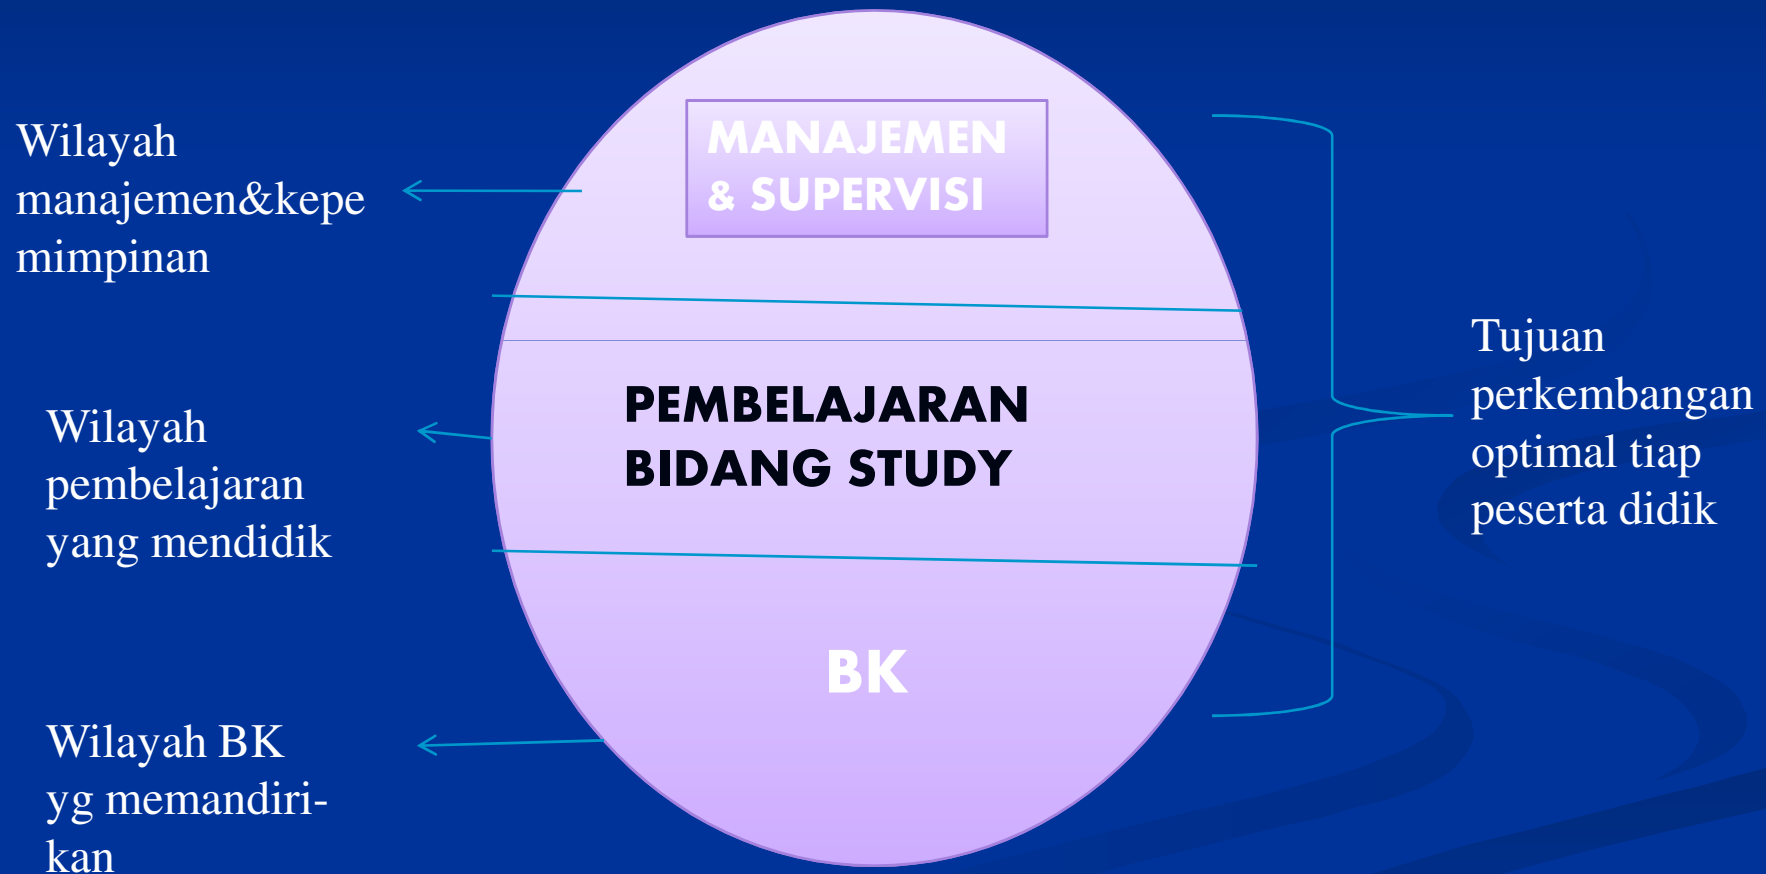 Wilayah
manajemen&kepe
mimpinan
MANAJEMEN
& SUPERVISI
Wilayah
pembelajaran
yang mendidik
PEMBELAJARAN
BIDANG STUDY
Tujuan
perkembangan
optimal tiap
peserta didik
Wilayah BK
yg memandiri-
kan
BK